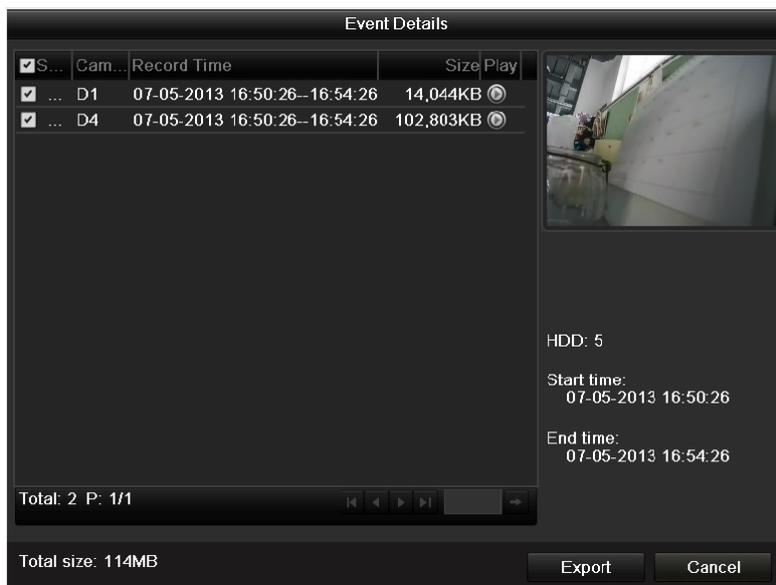 Event Details
S... Cam... Record Time Size Play
... D1 07-05-2013 16:50:26--16:54:26 14,044KB
... D4 07-05-2013 16:50:26--16:54:26 102,803KB
HDD: 5
Start time:
07-05-2013 16:50:26
End time:
07-05-2013 16:54:26
Total: 2 P: 1/1
Total size: 114MB
Export Cancel